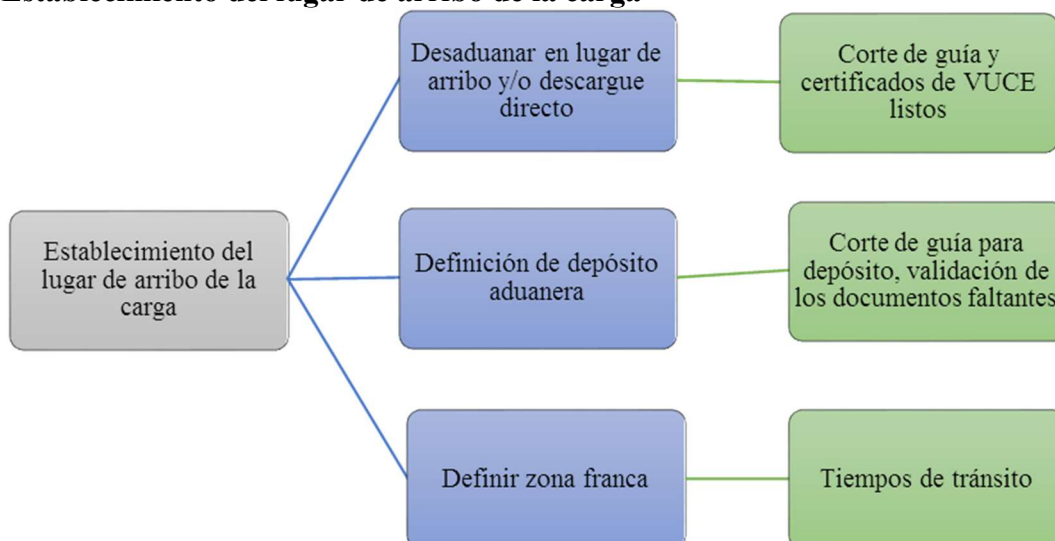 Establecimiento del lugar de arribo de la carga
Desaduanar en lugar de
arribo y/o descargue
directo
Corte de guía y
certificados de VUCE
listos
Establecimiento del
lugar de arribo de la
carga
Definición de depósito
aduanera
Corte de guía para
depósito, validación de
los documentos faltantes
Definir zona franca
Tiempos de tránsito